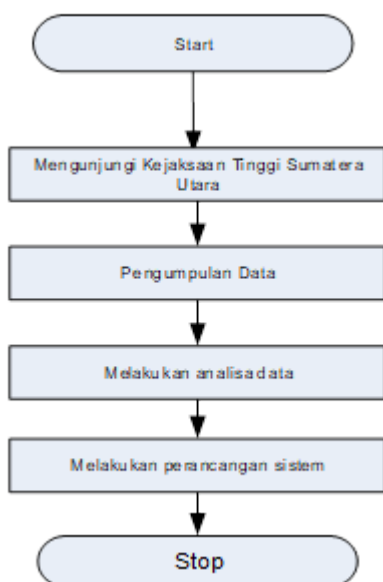 Start
Mengunjungi Kejaksaan Tinggi Sumatera
Utara
Pengumpulan Data
Melakukan analisa data
Melakukan perancangan sistem
Stop